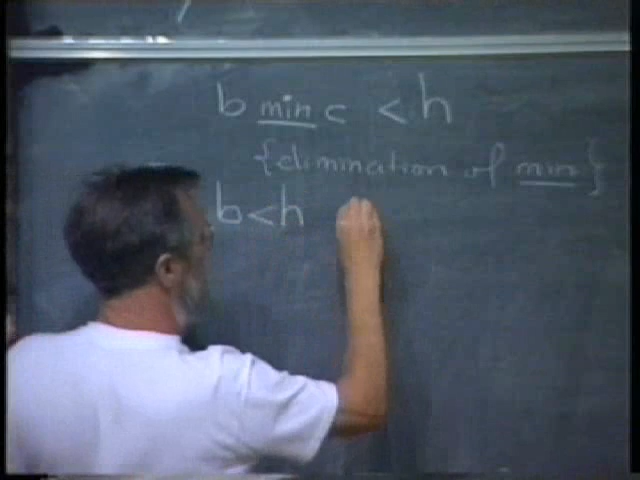 b min c < h
{elimination of min}
b < h